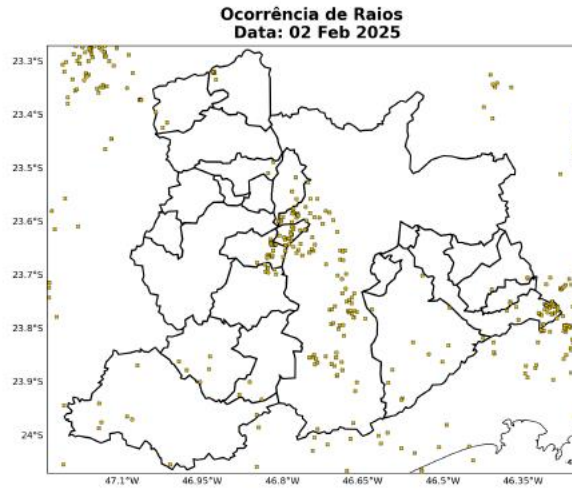 Ocorrência de Raios
Data: 02 Feb 2025
23.3°S
23.4°S
23.5°S
23.6°S
23.7°S
23.8°S
23.9°S
24°S
47.1°W
46.95°W
46.8°W
46.65°W
46.5°W
46.35°W